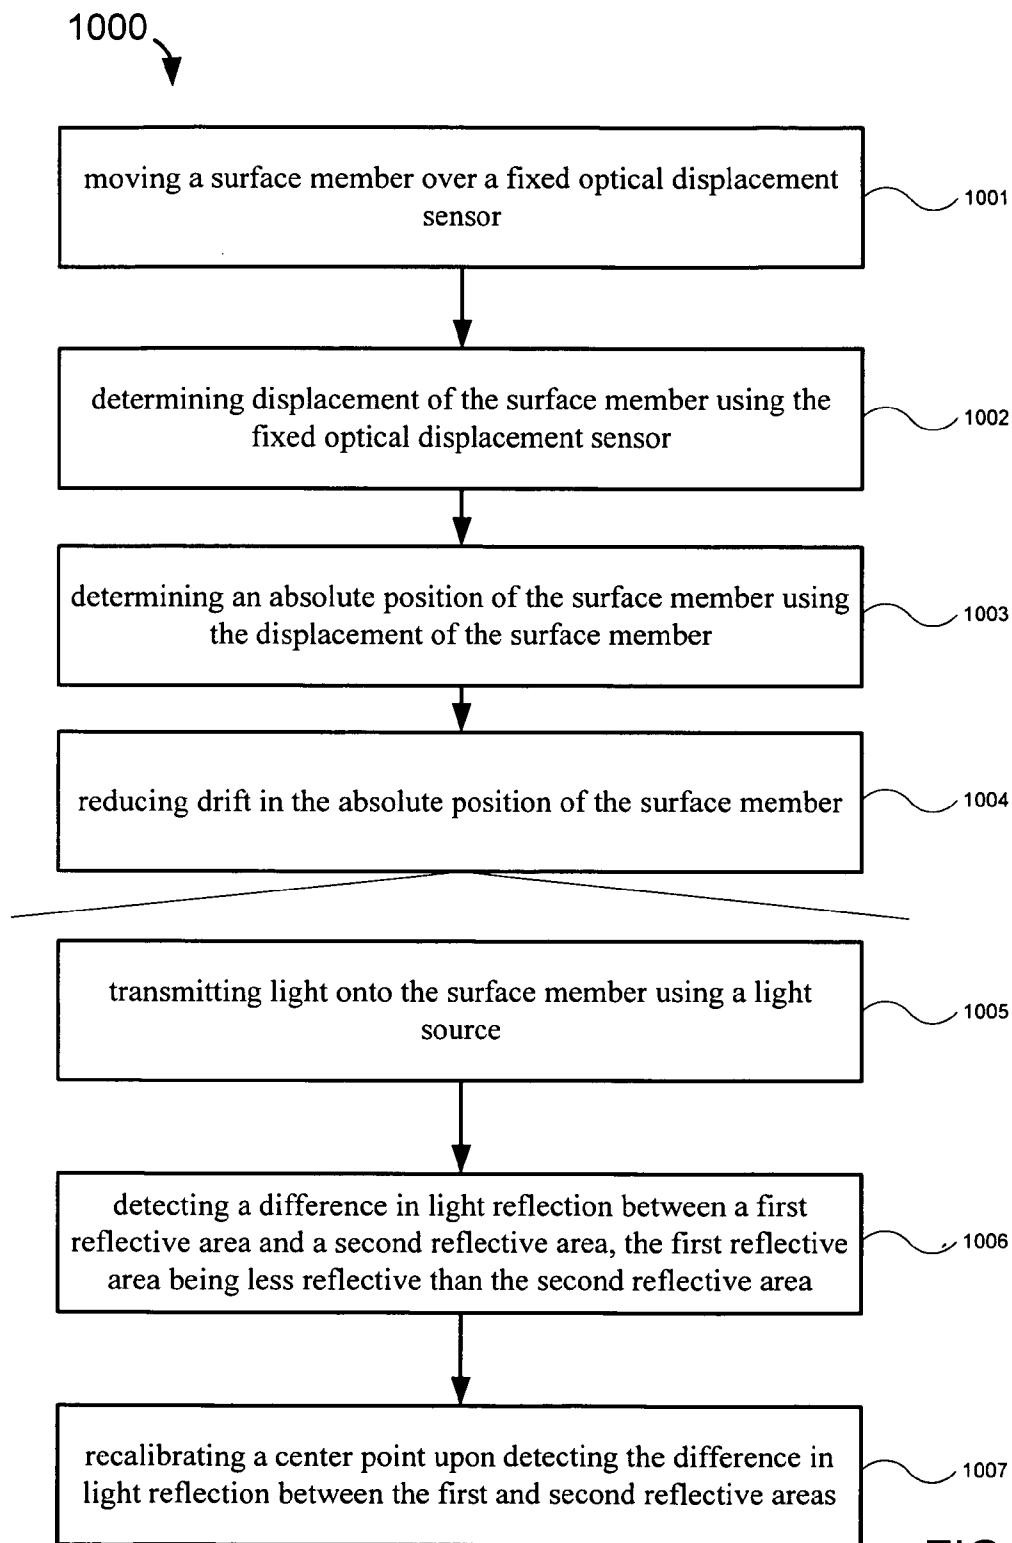 1000
moving a surface member over a fixed optical displacement
sensor
1001
determining displacement of the surface member using the
fixed optical displacement sensor
1002
determining an absolute position of the surface member using
the displacement of the surface member
1003
reducing drift in the absolute position of the surface member
1004
transmitting light onto the surface member using a light
source
1005
detecting a difference in light reflection between a first
reflective area and a second reflective area, the first reflective
area being less reflective than the second reflective area
1006
recalibrating a center point upon detecting the difference in
light reflection between the first and second reflective areas
1007